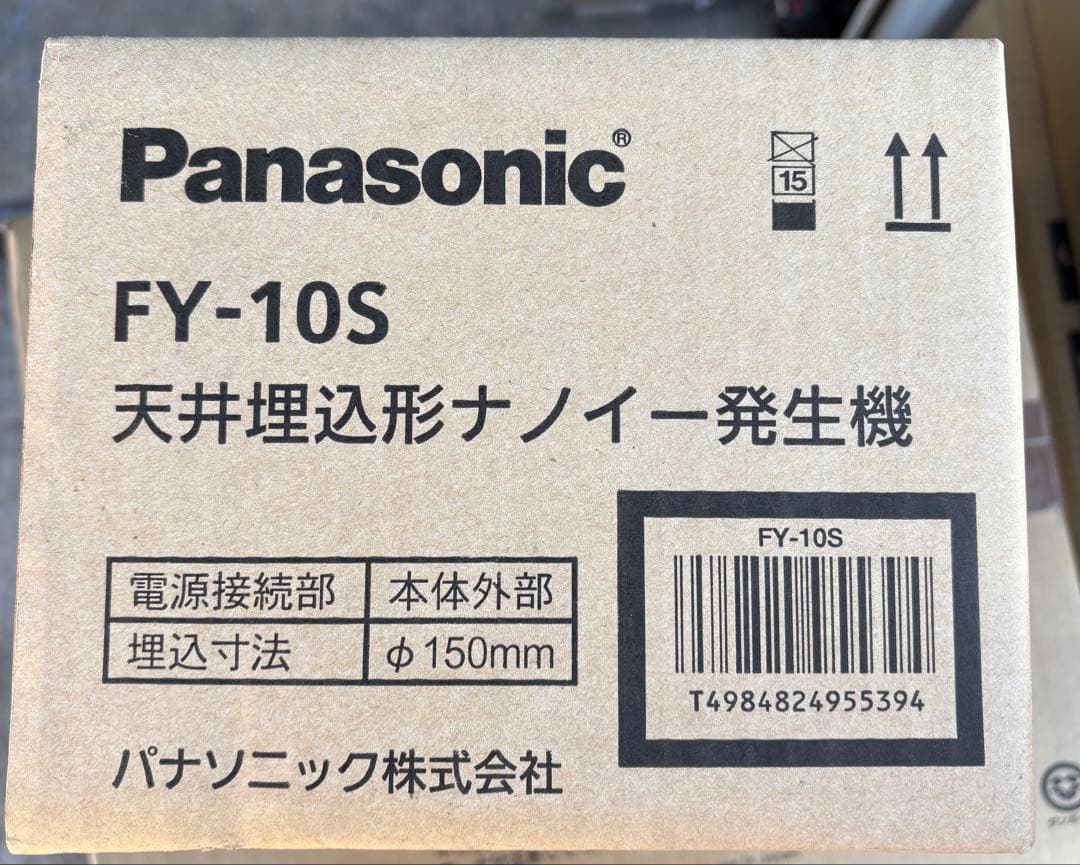 Panasonic®
15
FY-10S
天井埋込形ナノイー発生機
FY-10S
電源接続部 本体外部
埋込寸法 φ150mm
T4984824955394
パナソニック株式会社